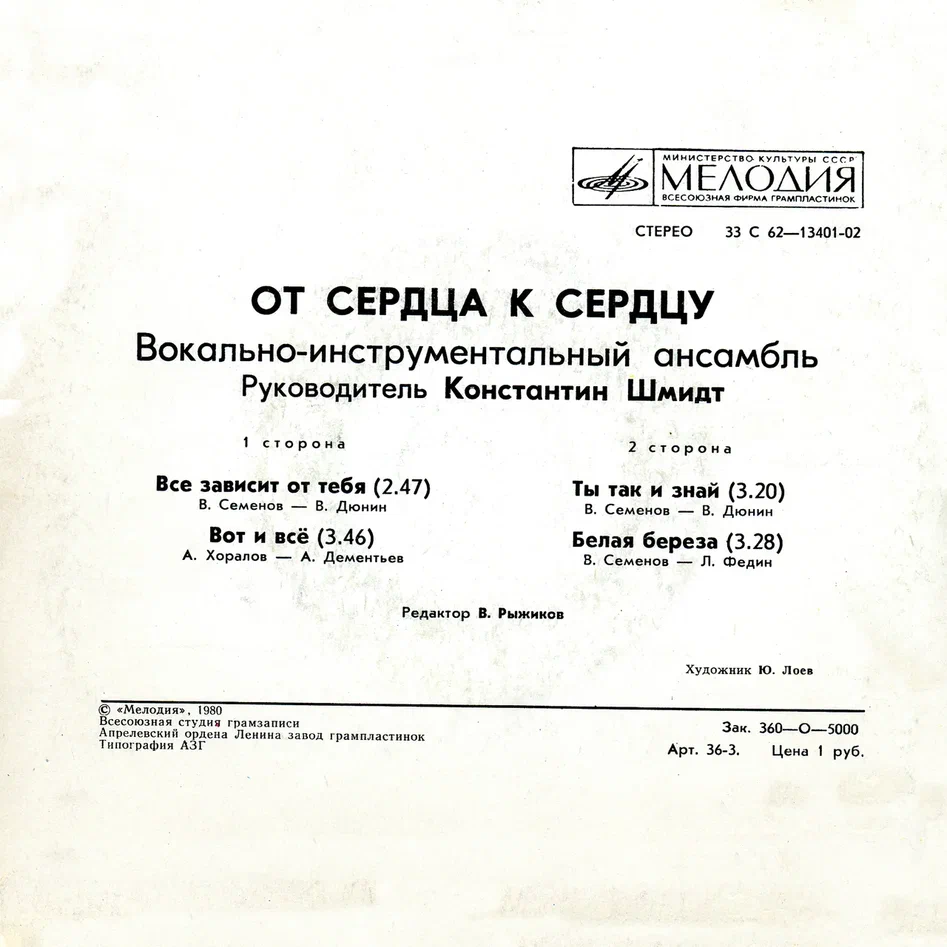 МИНИСТЕРСТВО КУЛЬТУРЫ СССР
МЕЛОДИЯ
ВСЕСОЮЗНАЯ ФИРМА ГРАМПЛАСТИНОК
СТЕРЕО 33 С 62—13401-02
ОТ СЕРДЦА К СЕРДЦУ
Вокально-инструментальный ансамбль
Руководитель Константин Шмидт
1 сторона
Все зависит от тебя (2.47)
В. Семенов — В. Дюнин
Вот и всё (3.46)
А. Хоралов — А. Дементьев
2 сторона
Ты так и знай (3.20)
В. Семенов — В. Дюнин
Белая береза (3.28)
В. Семенов — Л. Федин
Редактор В. Рыжиков
Художник Ю. Лоев
© «Мелодия», 1980
Всесоюзная студия грамзаписи
Апрелевский ордена Ленина завод грампластинок
Типография АЗГ
Зак. 360—О—5000
Арт. 36-3. Цена 1 руб.